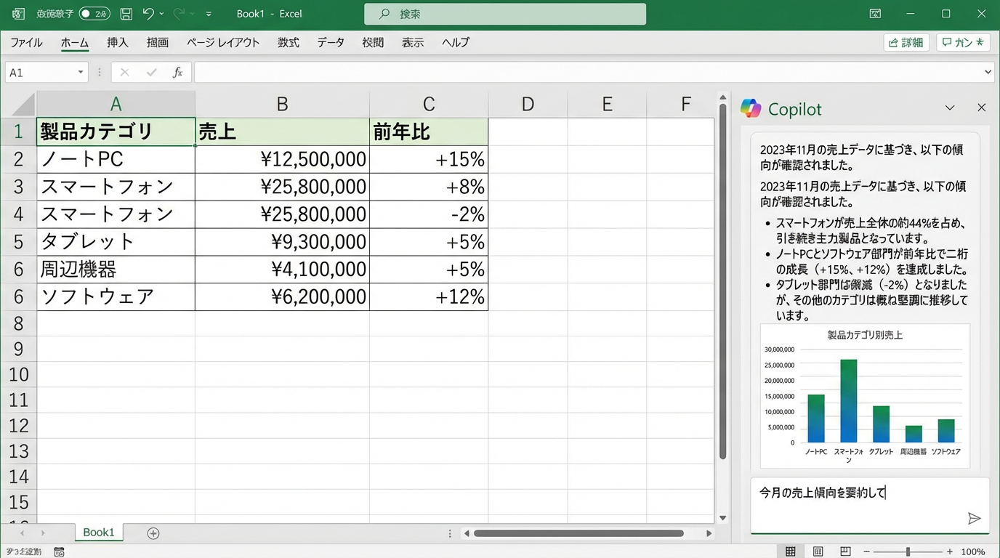 Book1 - Excel
検索
ファイル ホーム 挿入 描画 ページ レイアウト 数式 データ 校閲 表示 ヘルプ
A1
fx
A B C D E F
1 製品カテゴリ 売上 前年比
2 ノートPC ¥12,500,000 +15%
3 スマートフォン ¥25,800,000 +8%
4 スマートフォン ¥25,800,000 -2%
5 タブレット ¥9,300,000 +5%
6 周辺機器 ¥4,100,000 +5%
6 ソフトウェア ¥6,200,000 +12%
8
9
10
11
12
13
14
15
Book1
100%
Copilot
2023年11月の売上データに基づき、以下の傾
向が確認されました。
2023年11月の売上データに基づき、以下の傾
向が確認されました。
• スマートフォンが売上全体の約44%を占め、
引き続き主力製品となっています。
• ノートPCとソフトウェア部門が前年比で二桁
の成長（+15%、+12%）を達成しました。
• タブレット部門は微減（-2%）となりました
が、その他のカテゴリは概ね堅調に推移して
います。
製品カテゴリ別売上
30,000,000
25,000,000
20,000,000
15,000,000
10,000,000
5,000,000
0
ノートPC スマートフォン タブレット 周辺機器 ソフトウェア
今月の売上傾向を要約して